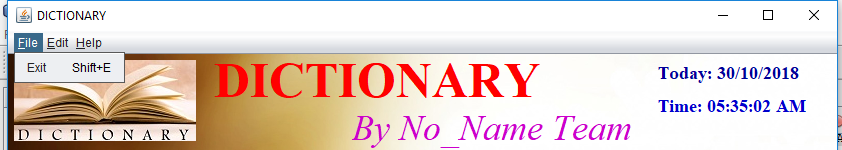 DICTIONARY
File Edit Help
Exit Shift+E
DICTIONARY
DICTIONARY
By No_Name Team
Today: 30/10/2018
Time: 05:35:02 AM